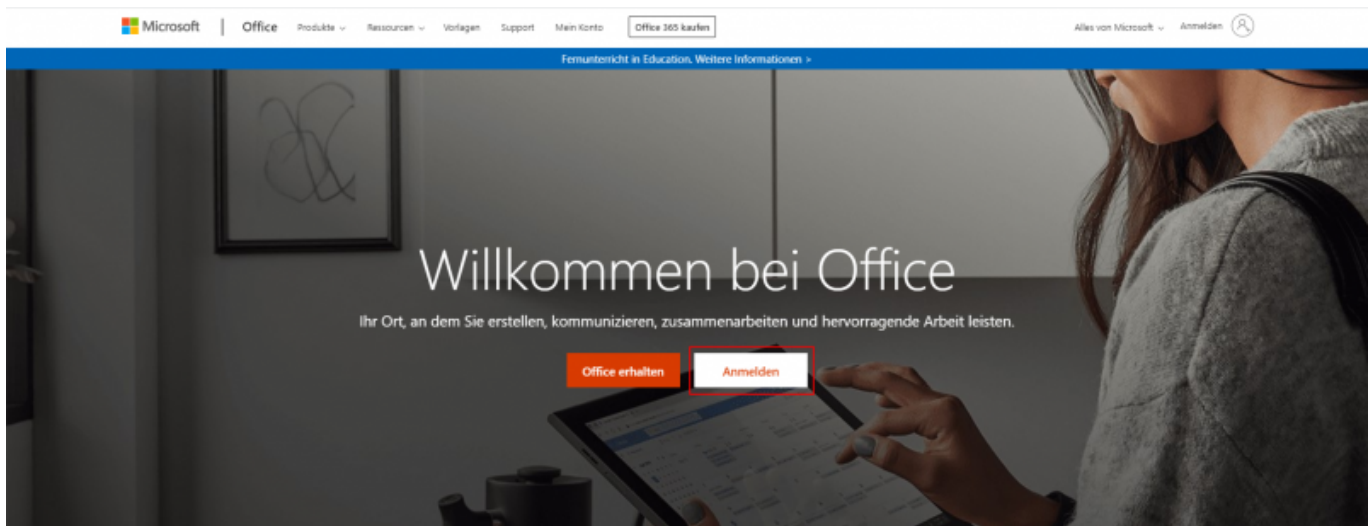 Microsoft Office Produkte Ressourcen Vorlagen Support Mein Konto Office 365 kaufen Alles von Microsoft Anmelden
Fernunterricht in Education. Weitere Informationen >
Willkommen bei Office
Ihr Ort, an dem Sie erstellen, kommunizieren, zusammenarbeiten und hervorragende Arbeit leisten.
Office erhalten Anmelden